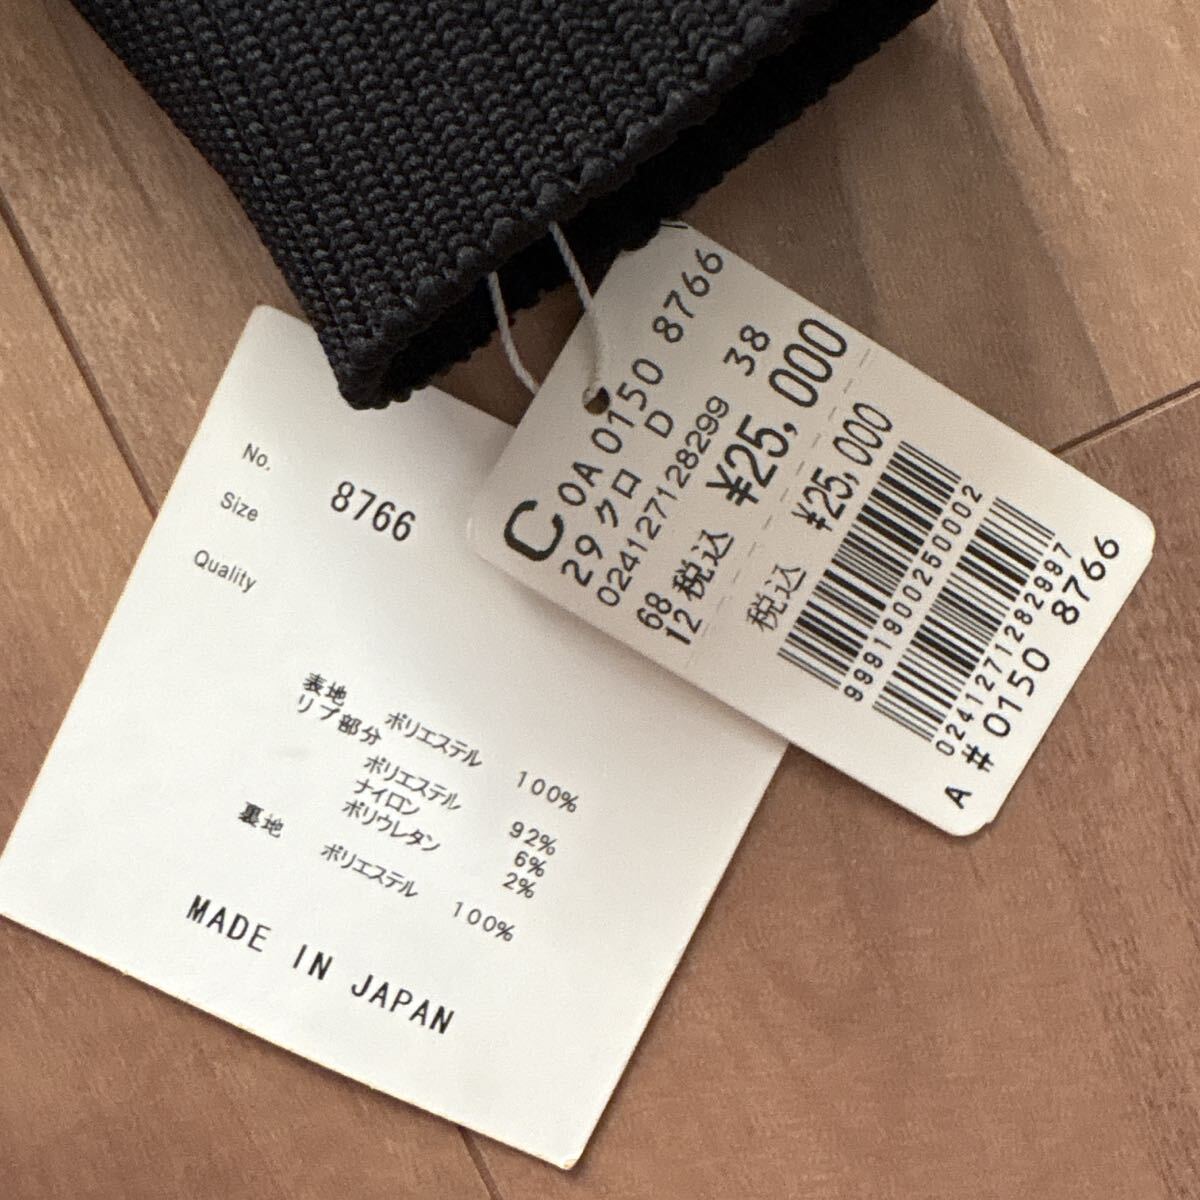 No. 8766
Size
Quality
表地
ポリエステル 100%
リブ部分
ポリエステル 92%
ナイロン 6%
ポリウレタン 2%
裏地
ポリエステル 100%
MADE IN JAPAN
C 0A 0150 8766
29 クロ D
024127128299 38
68
12 税込 ¥25,000
税込 ¥25,000
9991900250002
0241271282997
A #0150 8766